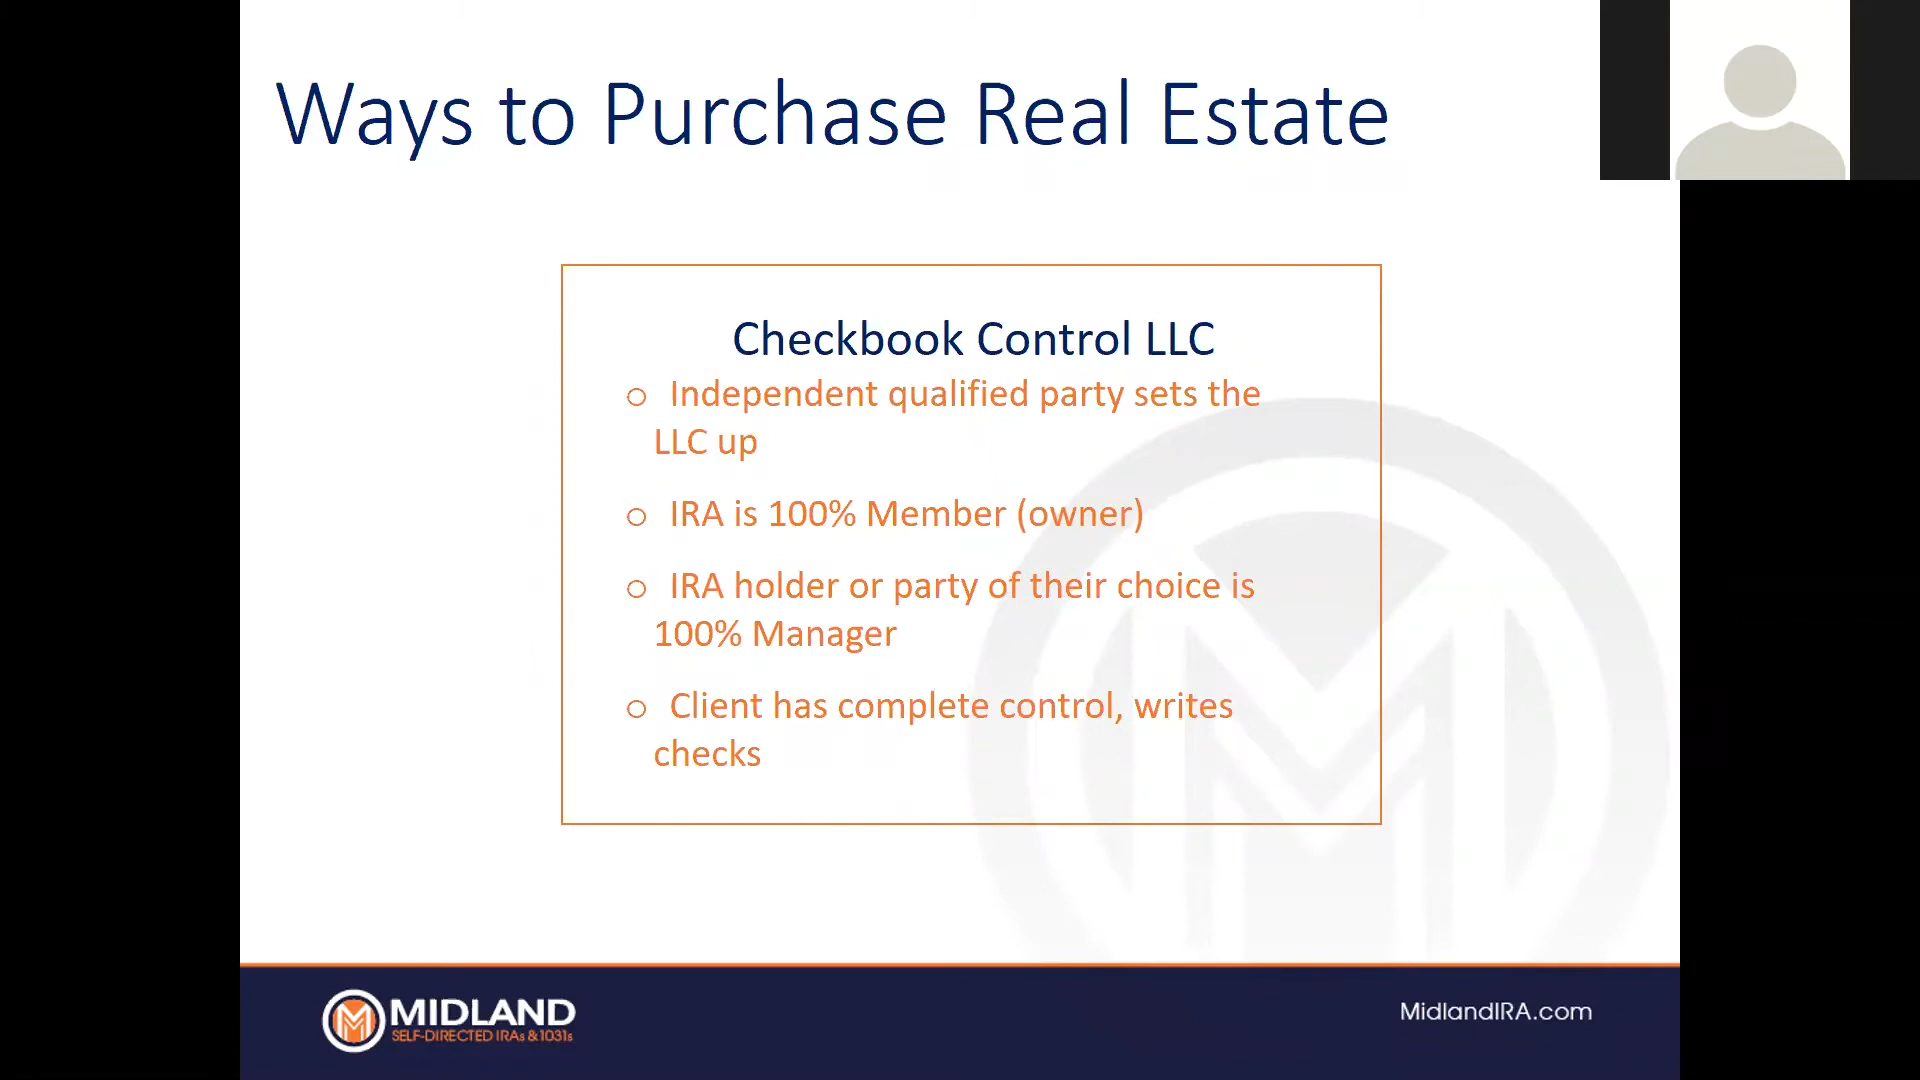 Ways to Purchase Real Estate
Checkbook Control LLC
o Independent qualified party sets the
LLC up
o IRA is 100% Member (owner)
o IRA holder or party of their choice is
100% Manager
o Client has complete control, writes
checks
MIDLAND
SELF-DIRECTED IRAs & 1031s
MidlandIRA.com